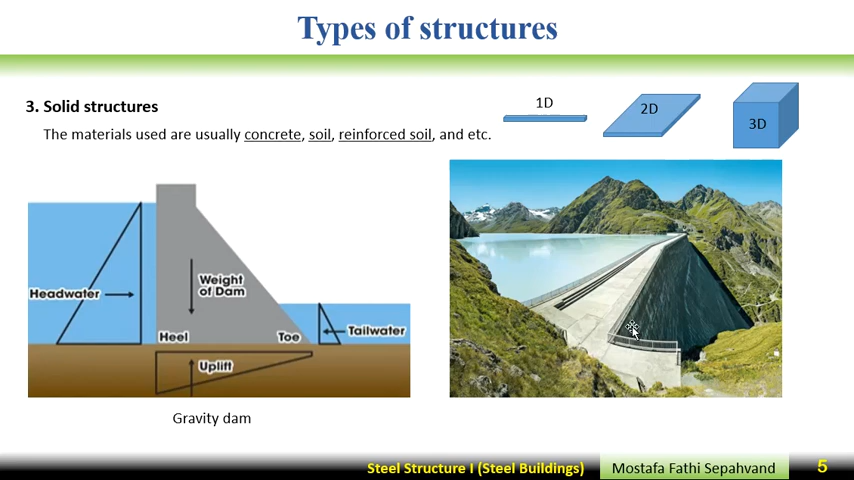 Types of structures
3. Solid structures
The materials used are usually concrete, soil, reinforced soil, and etc.
1D
2D
3D
Headwater
Weight
of Dam
Heel
Toe
Tailwater
Uplift
Gravity dam
Steel Structure I (Steel Buildings)
Mostafa Fathi Sepahvand
5